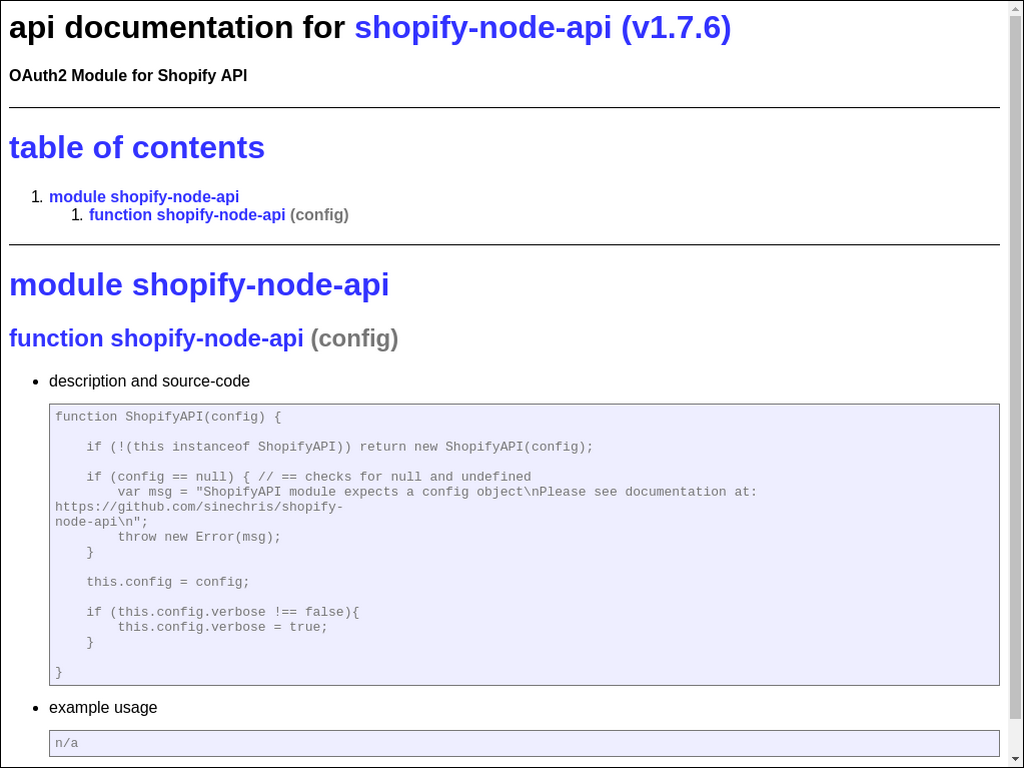 api documentation for shopify-node-api (v1.7.6)
OAuth2 Module for Shopify API
table of contents
1. module shopify-node-api
1. function shopify-node-api (config)
module shopify-node-api
function shopify-node-api (config)
• description and source-code
function ShopifyAPI(config) {
    if (!(this instanceof ShopifyAPI)) return new ShopifyAPI(config);
    if (config == null) { // == checks for null and undefined
        var msg = "ShopifyAPI module expects a config object\nPlease see documentation at:
https://github.com/sinechris/shopify-
node-api\n";
        throw new Error(msg);
    }
    this.config = config;
    if (this.config.verbose !== false){
        this.config.verbose = true;
    }
}
• example usage
n/a